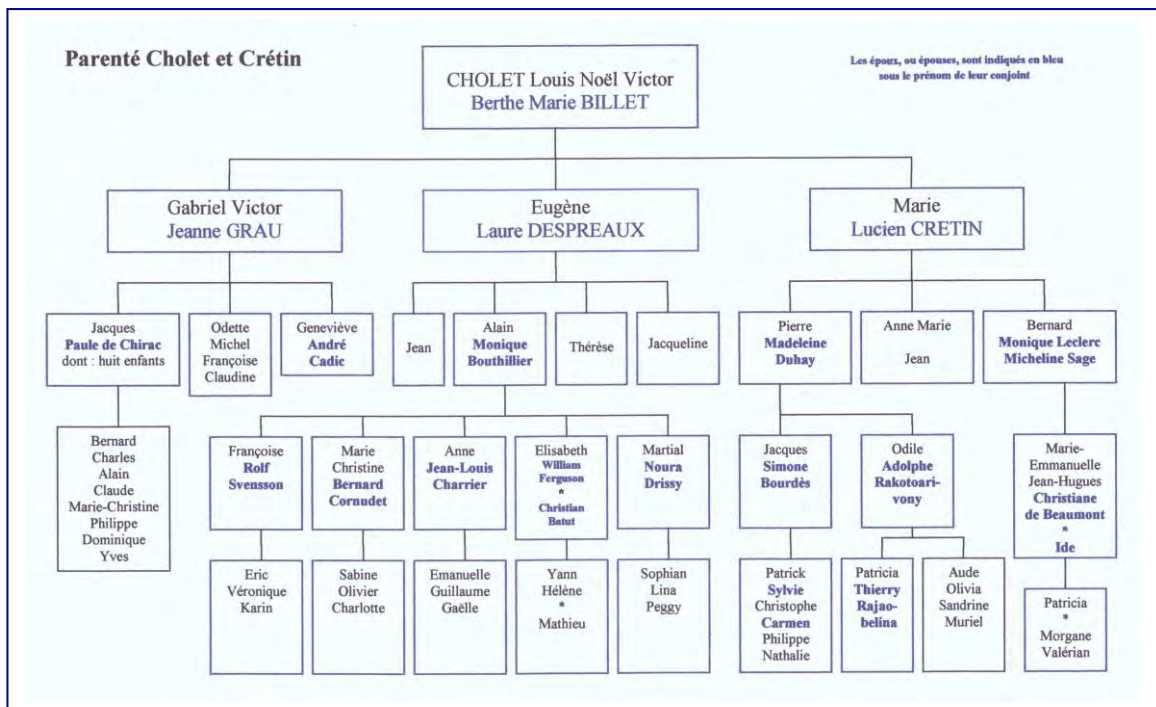 Parenté Cholet et Crétin
Les époux, ou épouses, sont indiqués en bleu
sous le prénom de leur conjoint
CHOLET Louis Noël Victor
Berthe Marie BILLET
Gabriel Victor
Jeanne GRAU
Eugène
Laure DESPREAUX
Marie
Lucien CRETIN
Jacques
Paule de Chirac
dont : huit enfants
Odette
Michel
Françoise
Claudine
Geneviève
André
Cadic
Jean
Alain
Monique
Bouthillier
Thérèse
Jacqueline
Pierre
Madeleine
Duhay
Anne Marie
Jean
Bernard
Monique Leclerc
Micheline Sage
Bernard
Charles
Alain
Claude
Marie-Christine
Philippe
Dominique
Yves
Françoise
Rolf
Svensson
Marie
Christine
Bernard
Cornudet
Anne
Jean-Louis
Charrier
Elisabeth
William
Ferguson
*
Christian
Batut
Martial
Noura
Drissy
Jacques
Simone
Bourdès
Odile
Adolphe
Rakotoari-
vony
Marie-
Emmanuelle
Jean-Hugues
Christiane
de Beaumont
*
Ide
Eric
Véronique
Karin
Sabine
Olivier
Charlotte
Emanuelle
Guillaume
Gaëlle
Yann
Hélène
*
Mathieu
Sophian
Lina
Peggy
Patrick
Sylvie
Christophe
Carmen
Philippe
Nathalie
Patricia
Thierry
Rajao-
belina
Aude
Olivia
Sandrine
Muriel
Patricia
*
Morgane
Valérian